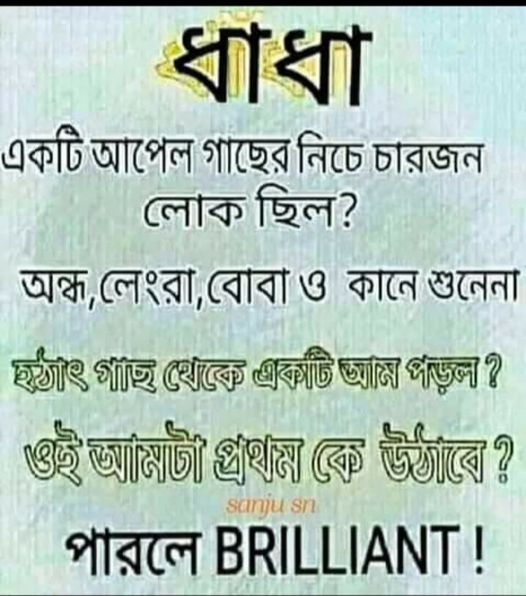 ধাধা
একটি আপেল গাছের নিচে চারজন
লোক ছিল?
অন্ধ,লেংরা,বোবা ও কানে শুনেনা
হঠাৎ গাছ থেকে একটি আম পড়ল ?
ওই আমটা প্রথম কে উঠাবে ?
sanju sn
পারলে BRILLIANT !